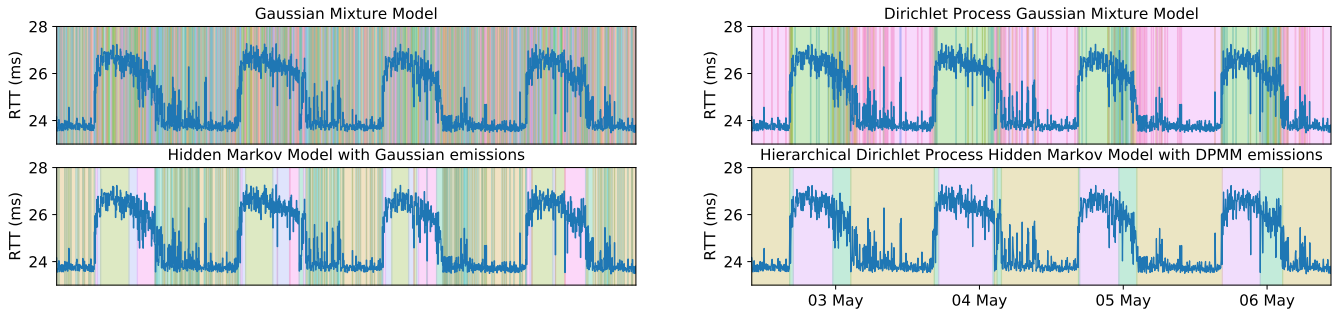 Gaussian Mixture Model
28
26
24
RTT (ms)
Dirichlet Process Gaussian Mixture Model
28
26
24
RTT (ms)
Hidden Markov Model with Gaussian emissions
28
26
24
RTT (ms)
Hierarchical Dirichlet Process Hidden Markov Model with DPMM emissions
28
26
24
RTT (ms)
03 May 04 May 05 May 06 May